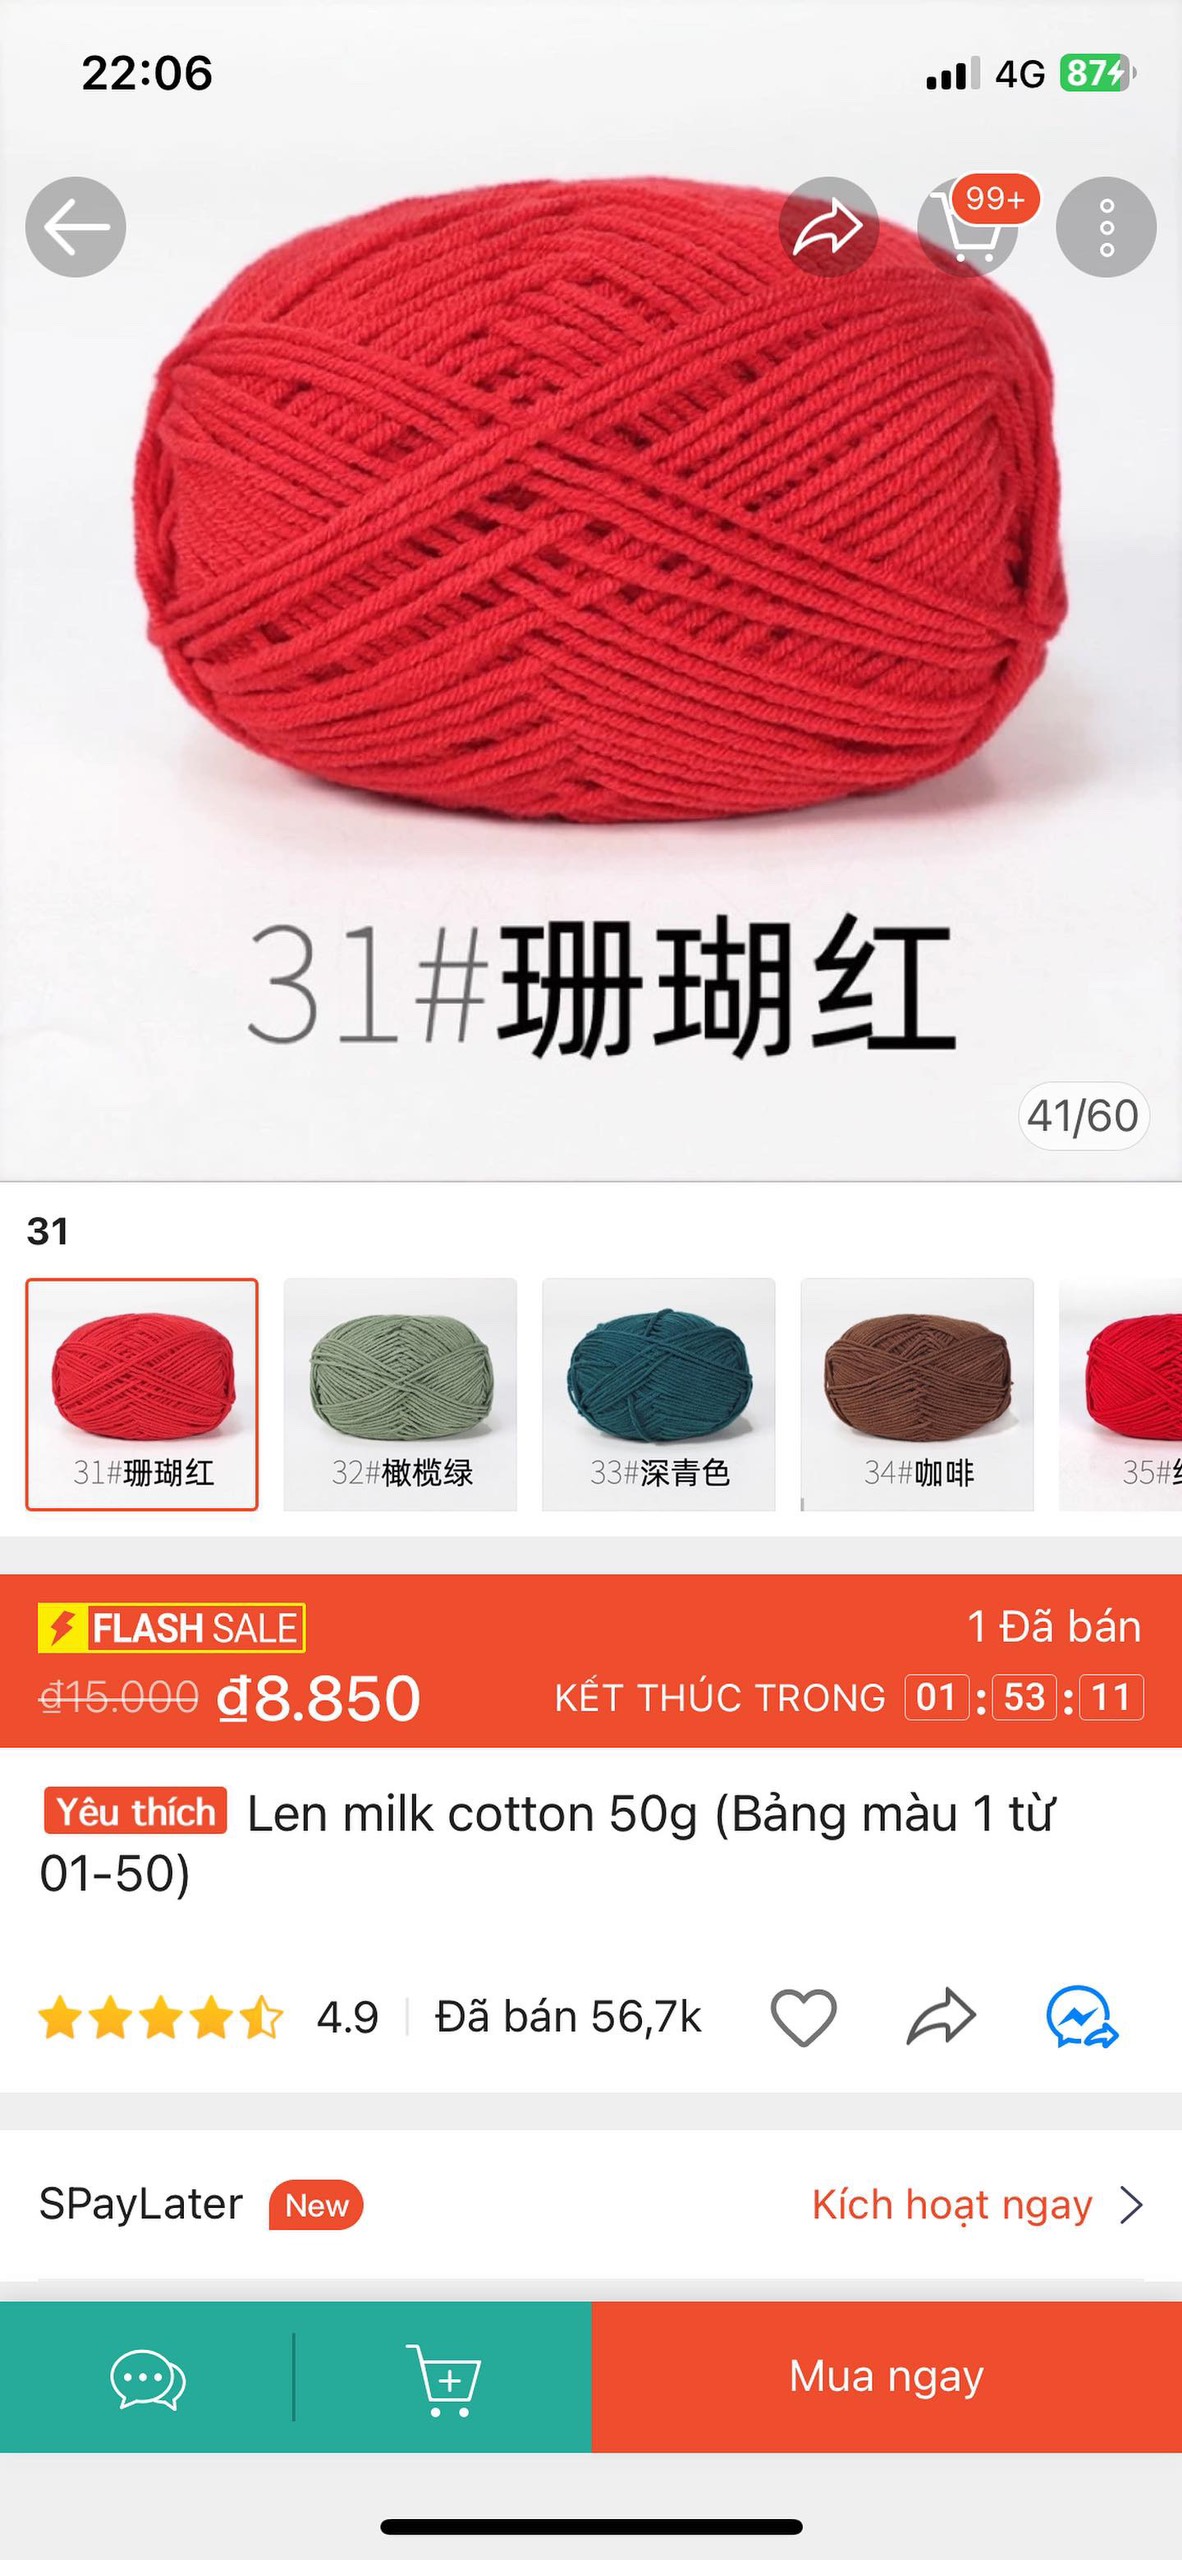 22:06
4G 87
99+
31#珊瑚红
41/60
31
31#珊瑚红
32#橄榄绿
33#深青色
34#咖啡
35#
FLASH SALE
1 Đã bán
₫15.000 ₫8.850
KẾT THÚC TRONG 01 : 53 : 11
Yêu thích Len milk cotton 50g (Bảng màu 1 từ
01-50)
4.9 Đã bán 56,7k
SPayLater New Kích hoạt ngay
Mua ngay